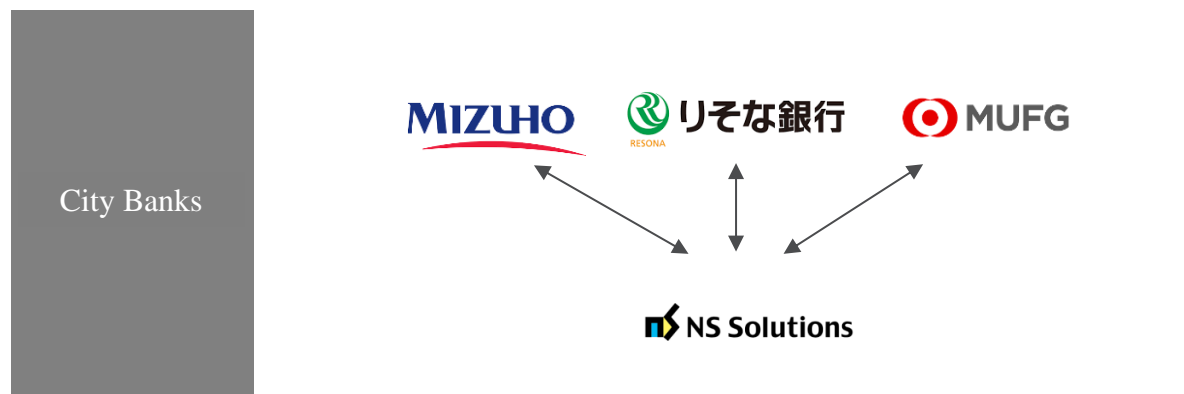 City Banks
MIZUHO
RESONA
りそな銀行
MUFG
NS Solutions